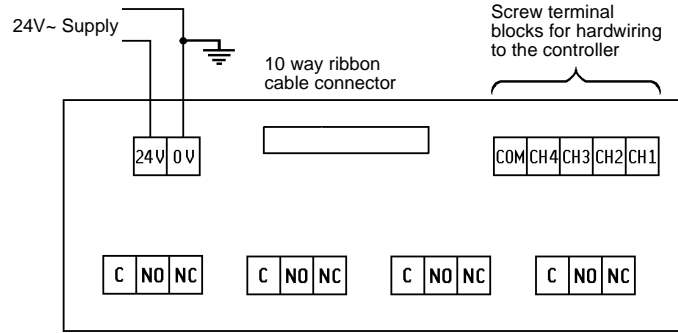 24V~ Supply
Screw terminal
blocks for hardwiring
to the controller
10 way ribbon
cable connector
24V 0V
COM CH4 CH3 CH2 CH1
C NO NC C NO NC C NO NC C NO NC